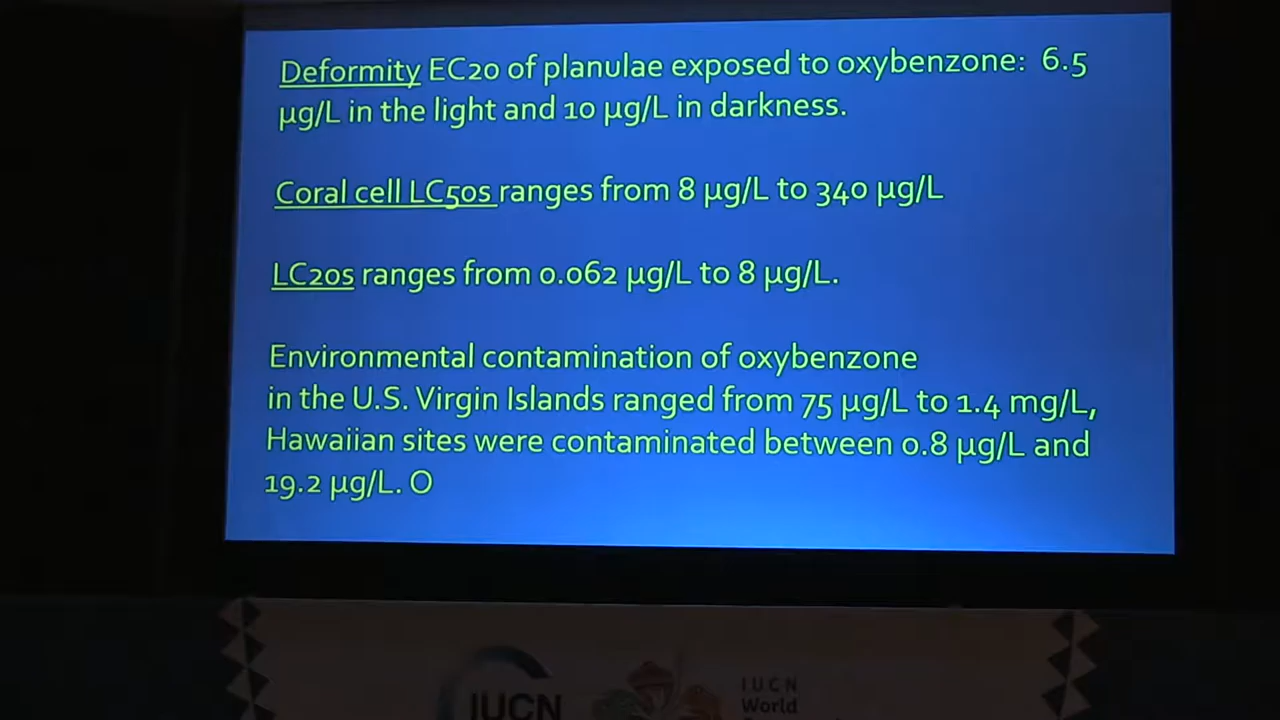 Deformity EC20 of planulae exposed to oxybenzone: 6.5
µg/L in the light and 10 µg/L in darkness.
Coral cell LC50s ranges from 8 µg/L to 340 µg/L
LC20s ranges from 0.062 µg/L to 8 µg/L.
Environmental contamination of oxybenzone
in the U.S. Virgin Islands ranged from 75 µg/L to 1.4 mg/L,
Hawaiian sites were contaminated between 0.8 µg/L and
19.2 µg/L. O
IUCN
IUCN
World